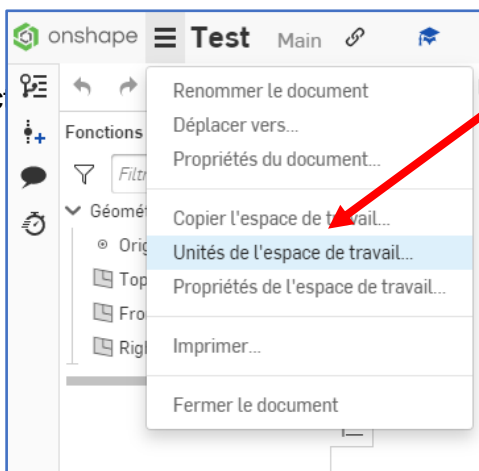 onshape Test Main
Renommer le document
Déplacer vers...
Fonctions
Propriétés du document...
Filtr
Géomét
Copier l'espace de travail...
Orig
Unités de l'espace de travail...
Top
Propriétés de l'espace de travail...
Fro
Righ
Imprimer...
Fermer le document